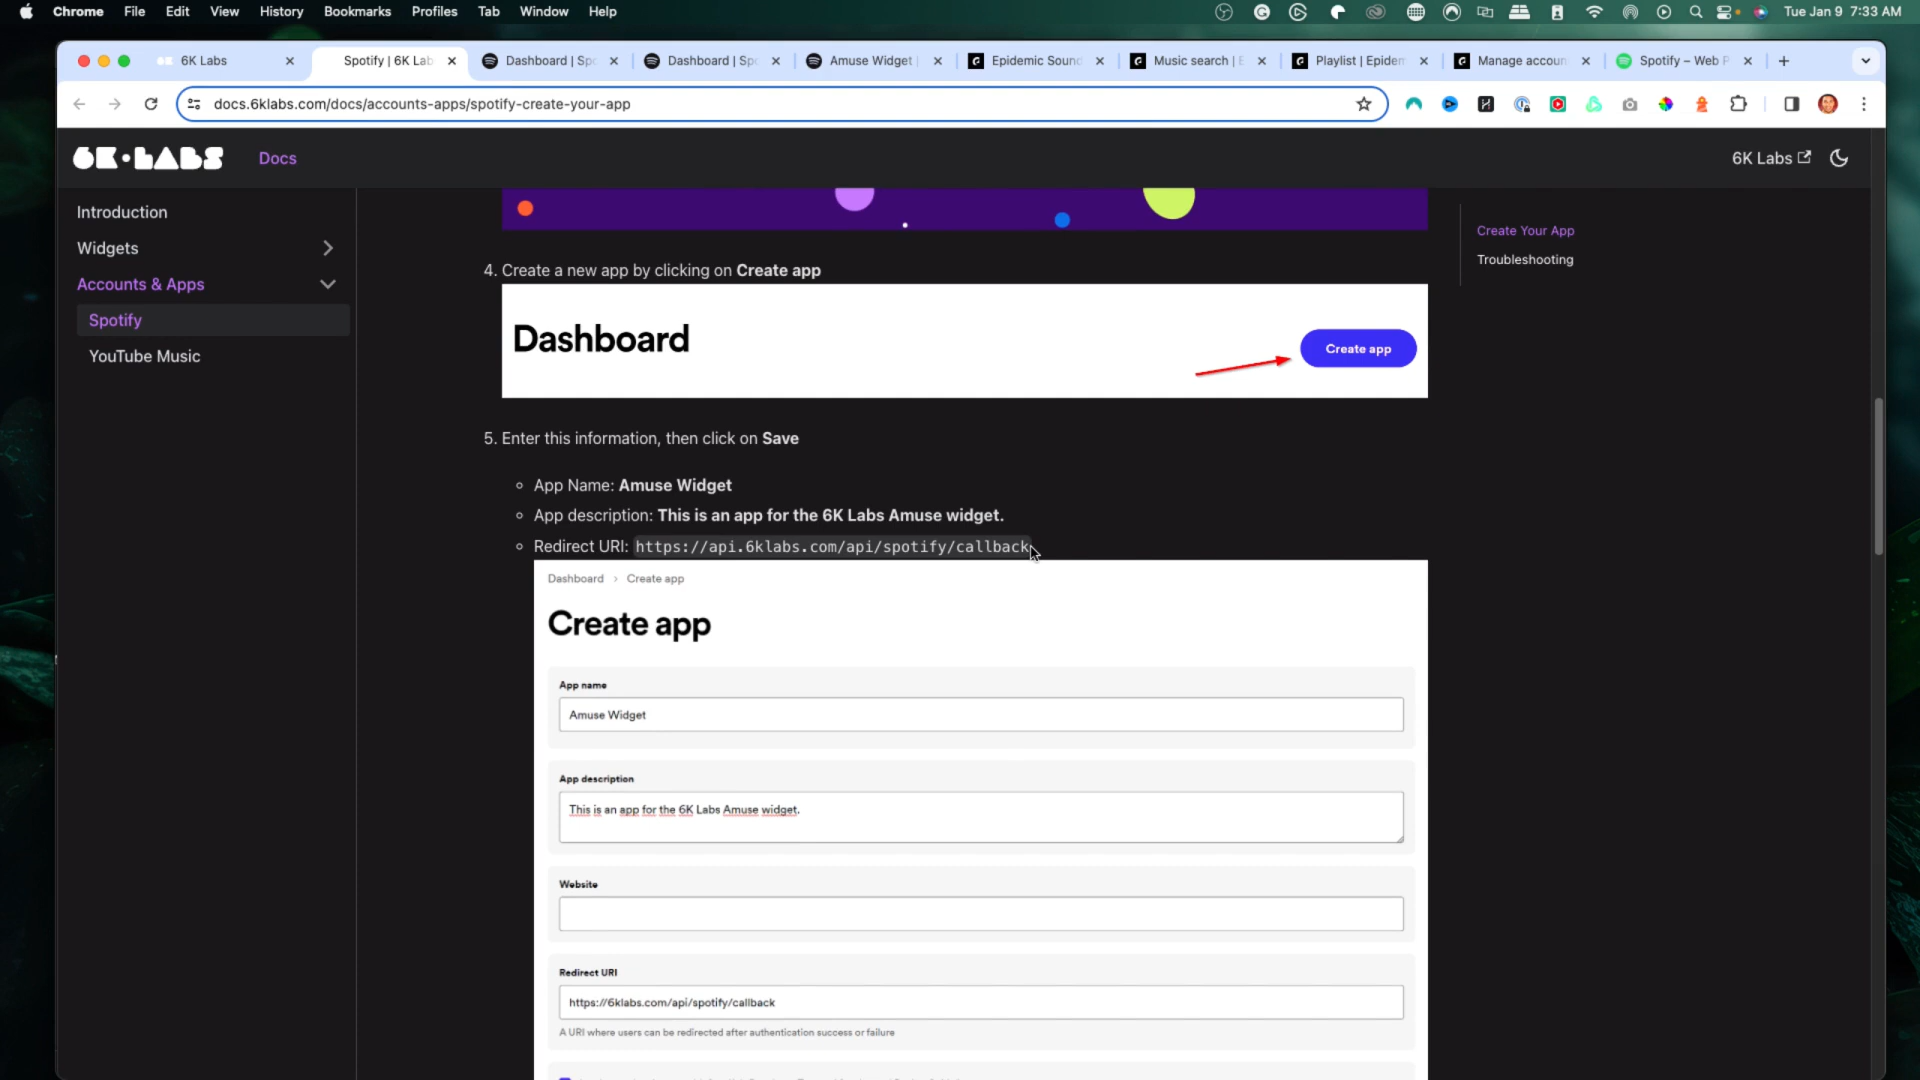 Chrome File Edit View History Bookmarks Profiles Tab Window Help Tue Jan 9 7:33 AM
6K Labs
Spotify | 6K Lab
Dashboard | Spo
Dashboard | Spo
Amuse Widget |
Epidemic Sound
Music search | E
Playlist | Epidem
Manage accoun
Spotify – Web P
docs.6klabs.com/docs/accounts-apps/spotify-create-your-app
6K•LABS Docs 6K Labs
Introduction
Widgets
Accounts & Apps
Spotify
YouTube Music
Create Your App
Troubleshooting
4. Create a new app by clicking on Create app
Dashboard
Create app
5. Enter this information, then click on Save
App Name: Amuse Widget
App description: This is an app for the 6K Labs Amuse widget.
Redirect URI: https://api.6klabs.com/api/spotify/callback
Dashboard > Create app
Create app
App name
Amuse Widget
App description
This is an app for the 6K Labs Amuse widget.
Website
Redirect URI
https://6klabs.com/api/spotify/callback
A URI where users can be redirected after authentication success or failure